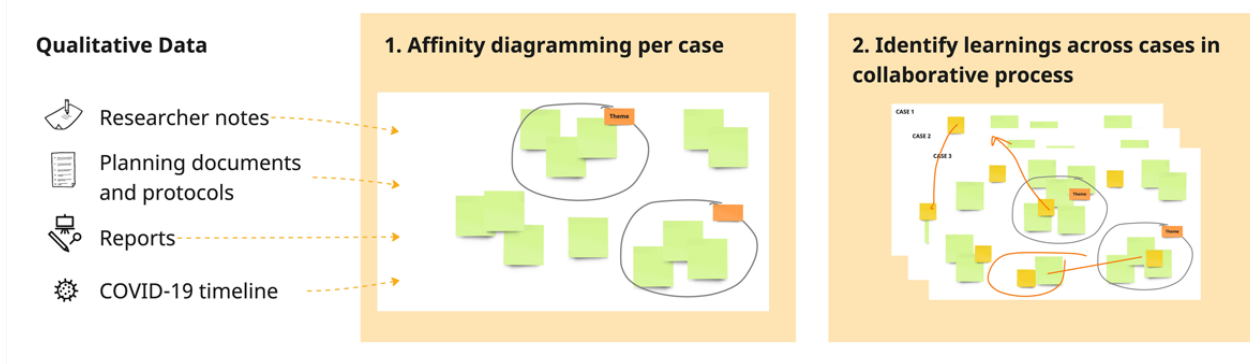 Qualitative Data
Researcher notes
Planning documents
and protocols
Reports
COVID-19 timeline
1. Affinity diagramming per case
Theme
2. Identify learnings across cases in
collaborative process
CASE 1
CASE 2
CASE 3
Theme
Theme